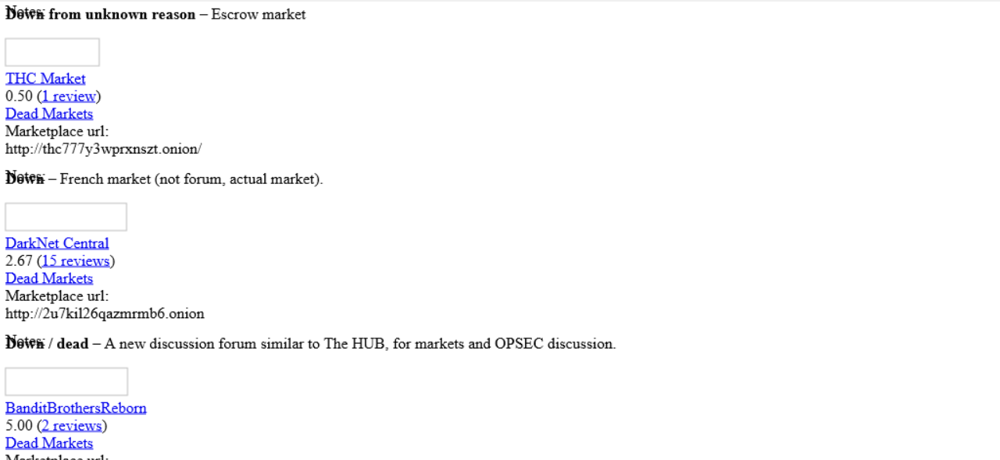 Notes:
Down from unknown reason – Escrow market
THC Market
0.50 (1 review)
Dead Markets
Marketplace url:
http://thc777y3wprxnszt.onion/
Notes:
Down – French market (not forum, actual market).
DarkNet Central
2.67 (15 reviews)
Dead Markets
Marketplace url:
http://2u7kil26qazmrmb6.onion
Notes:
Down / dead – A new discussion forum similar to The HUB, for markets and OPSEC discussion.
BanditBrothersReborn
5.00 (2 reviews)
Dead Markets
Marketplace url: